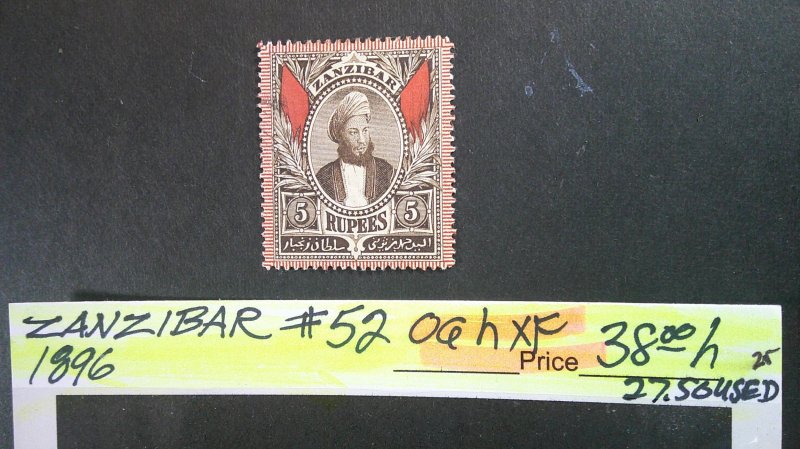 ZANZIBAR
5 RUPEES 5
ZANZIBAR #52 OG h XF Price 38.00 h 25
1896 27.50 USED